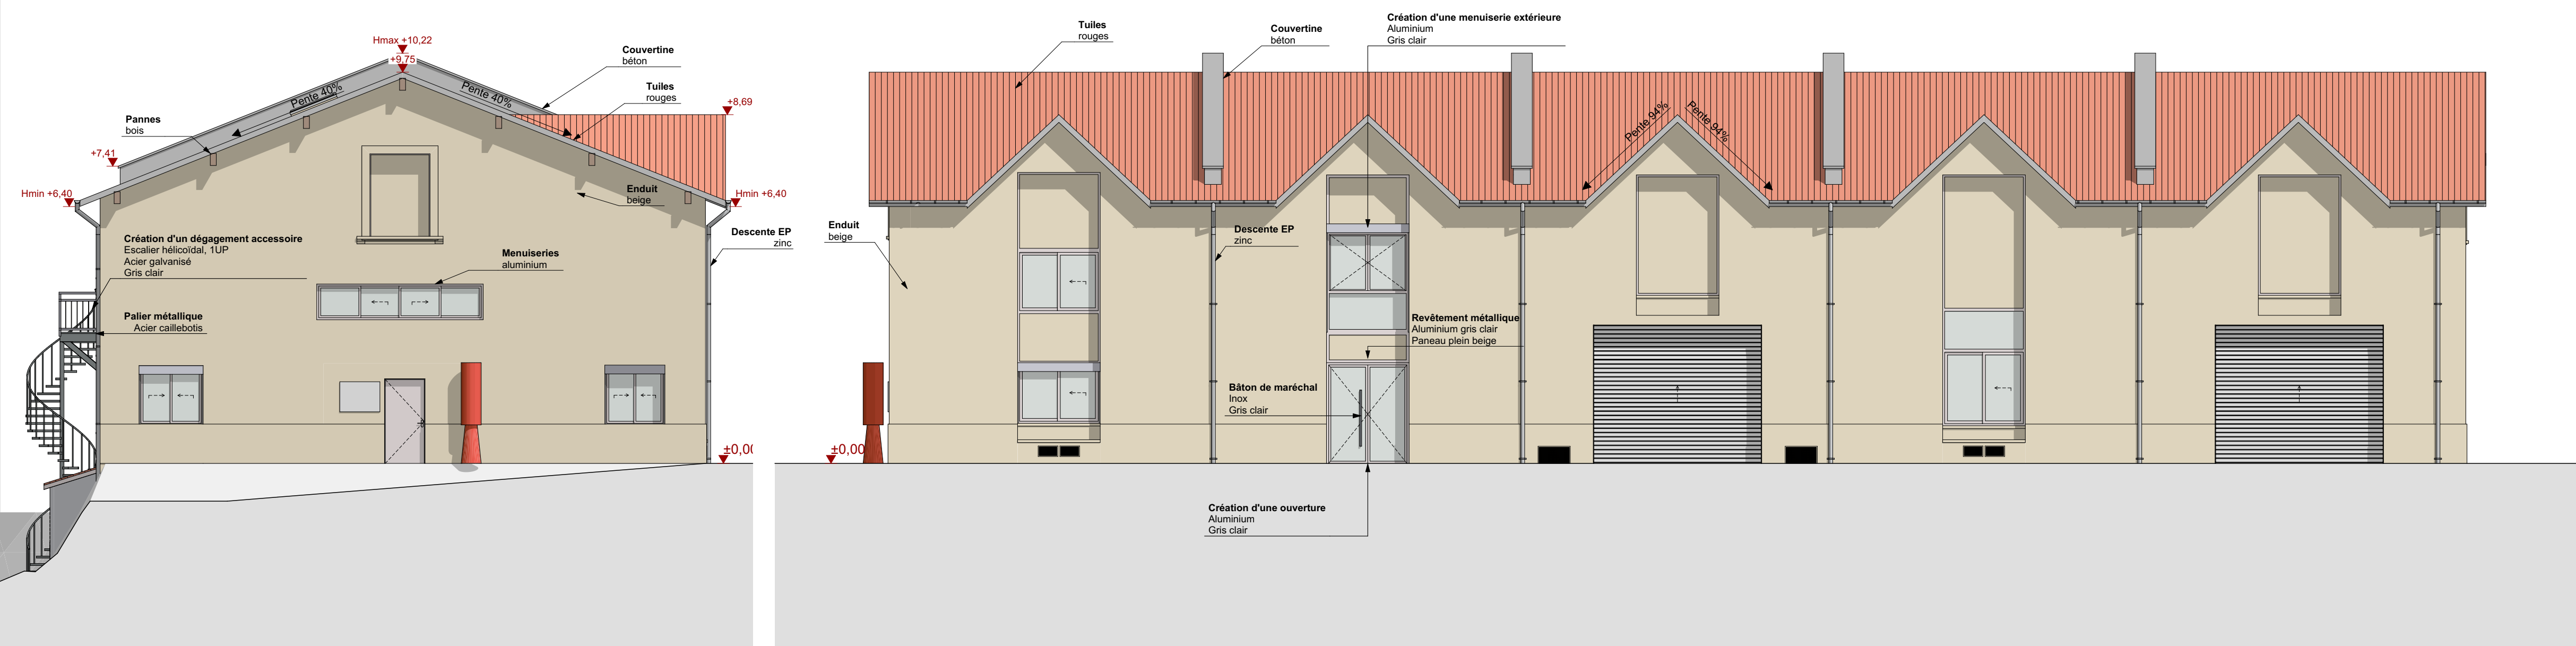 Hmax +10,22
+9,75
Pente 40%
Pente 40%
Couvertine
béton
Tuiles
rouges
+8,69
Pannes
bois
+7,41
Hmin +6,40
Hmin +6,40
Enduit
beige
Création d'un dégagement accessoire
Escalier hélicoïdal, 1UP
Acier galvanisé
Gris clair
Menuiseries
aluminium
Descente EP
zinc
Palier métallique
Acier caillebotis
±0,00
Tuiles
rouges
Couvertine
béton
Création d'une menuiserie extérieure
Aluminium
Gris clair
Pente 94%
Pente 94%
Enduit
beige
Descente EP
zinc
Revêtement métallique
Aluminium gris clair
Paneau plein beige
Bâton de maréchal
Inox
Gris clair
±0,00
Création d'une ouverture
Aluminium
Gris clair